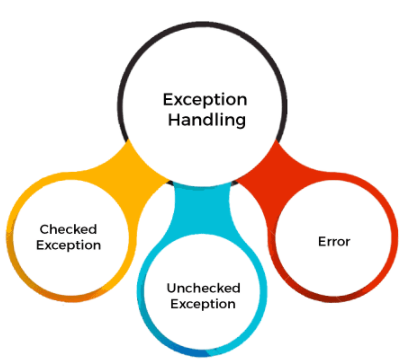 Exception
Handling
Checked
Exception
Unchecked
Exception
Error